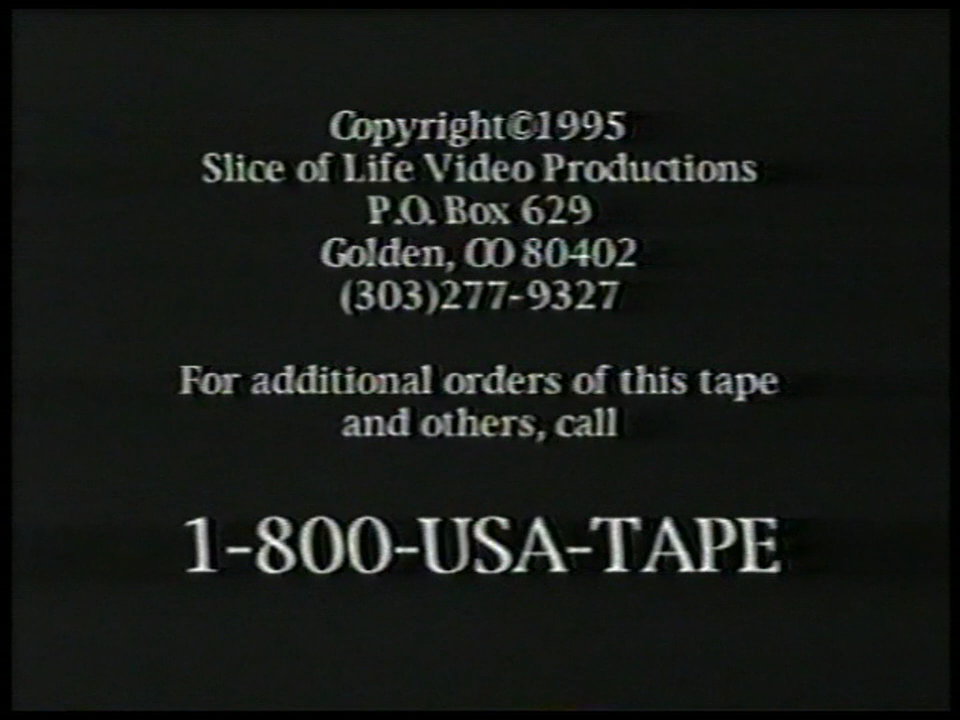 Copyright©1995
Slice of Life Video Productions
P.O. Box 629
Golden, CO 80402
(303)277-9327
For additional orders of this tape
and others, call
1-800-USA-TAPE